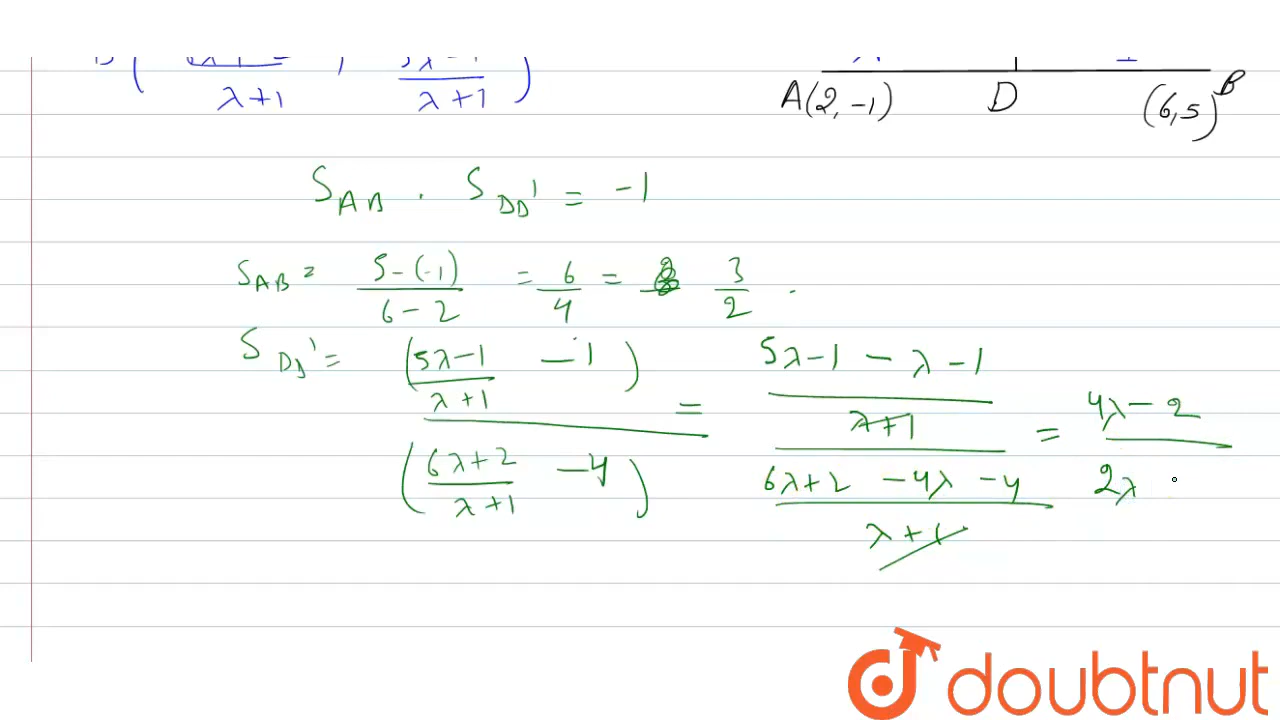 λ+1 , λ+1
A(2, -1) D (6,5) B
S_AB . S_DD' = -1
S_AB = 5-(-1) / 6-2 = 6/4 = 3/2 .
S_DD' = (5λ-1 / λ+1 - 1) / (6λ+2 / λ+1 - 4) = (5λ-1 - λ-1 / λ+1) / (6λ+2 - 4λ - 4 / λ+1) = 4λ-2 / 2λ
doubtnut